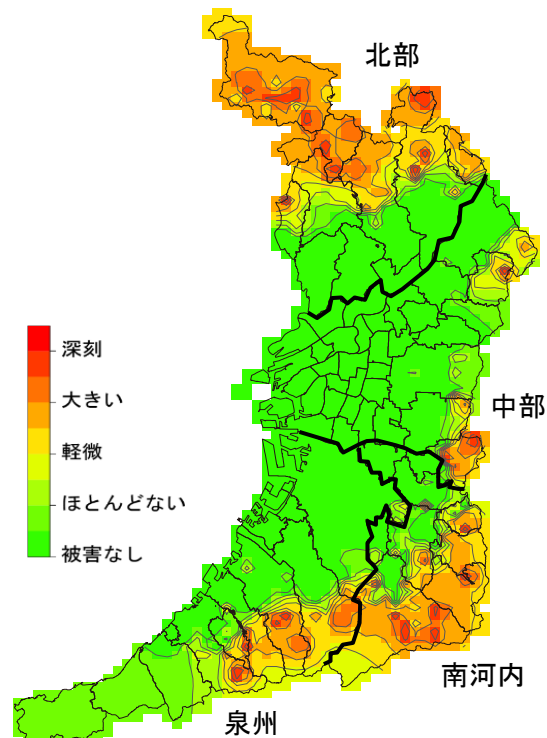 北部
深刻
大きい
軽微
ほとんどない
被害なし
中部
南河内
泉州